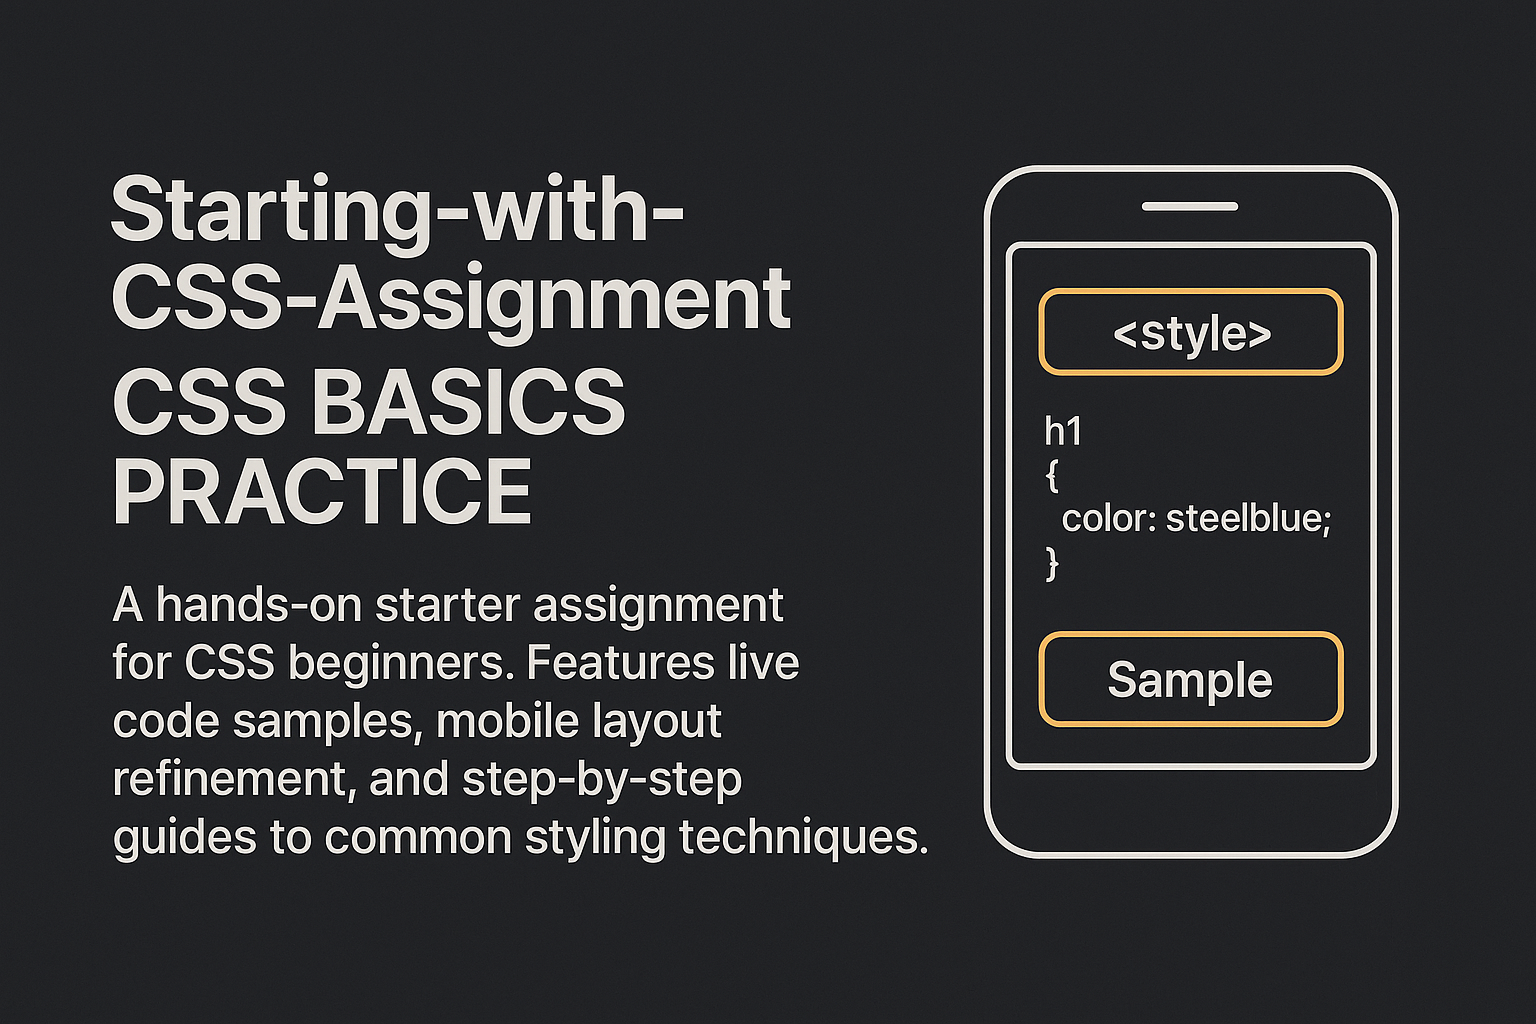 Starting-with-
CSS-Assignment
CSS BASICS
PRACTICE
A hands-on starter assignment
for CSS beginners. Features live
code samples, mobile layout
refinement, and step-by-step
guides to common styling techniques.
<style>
h1
{
color: steelblue;
}
Sample